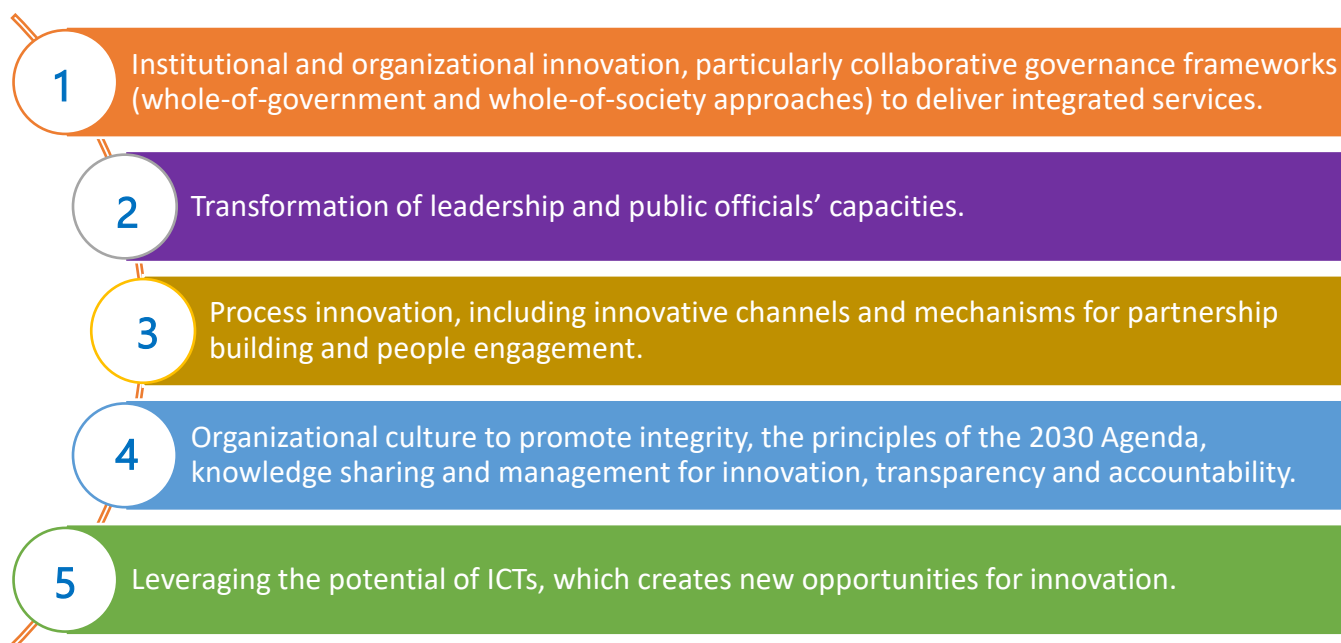 1
Institutional and organizational innovation, particularly collaborative governance frameworks
(whole-of-government and whole-of-society approaches) to deliver integrated services.
2
Transformation of leadership and public officials’ capacities.
3
Process innovation, including innovative channels and mechanisms for partnership
building and people engagement.
4
Organizational culture to promote integrity, the principles of the 2030 Agenda,
knowledge sharing and management for innovation, transparency and accountability.
5
Leveraging the potential of ICTs, which creates new opportunities for innovation.